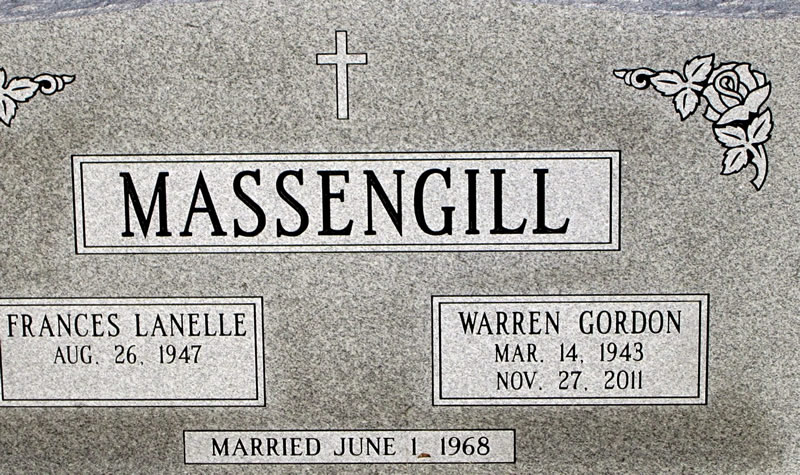 MASSENGILL
FRANCES LANELLE
AUG. 26, 1947
WARREN GORDON
MAR. 14, 1943
NOV. 27, 2011
MARRIED JUNE 1, 1968